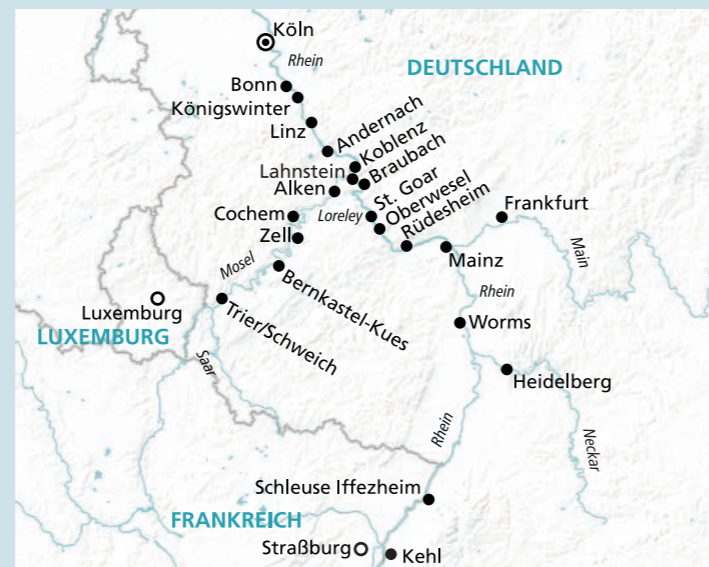 Köln
Rhein
DEUTSCHLAND
Bonn
Königswinter
Linz
Andernach
Koblenz
Lahnstein
Braubach
Alken
St. Goar
Cochem
Loreley
Oberwesel
Frankfurt
Zell
Rüdesheim
Main
Mainz
Mosel
Bernkastel-Kues
Rhein
Luxemburg
Trier/Schweich
Worms
LUXEMBURG
Saar
Heidelberg
Rhein
Neckar
Schleuse Iffezheim
FRANKREICH
Straßburg
Kehl